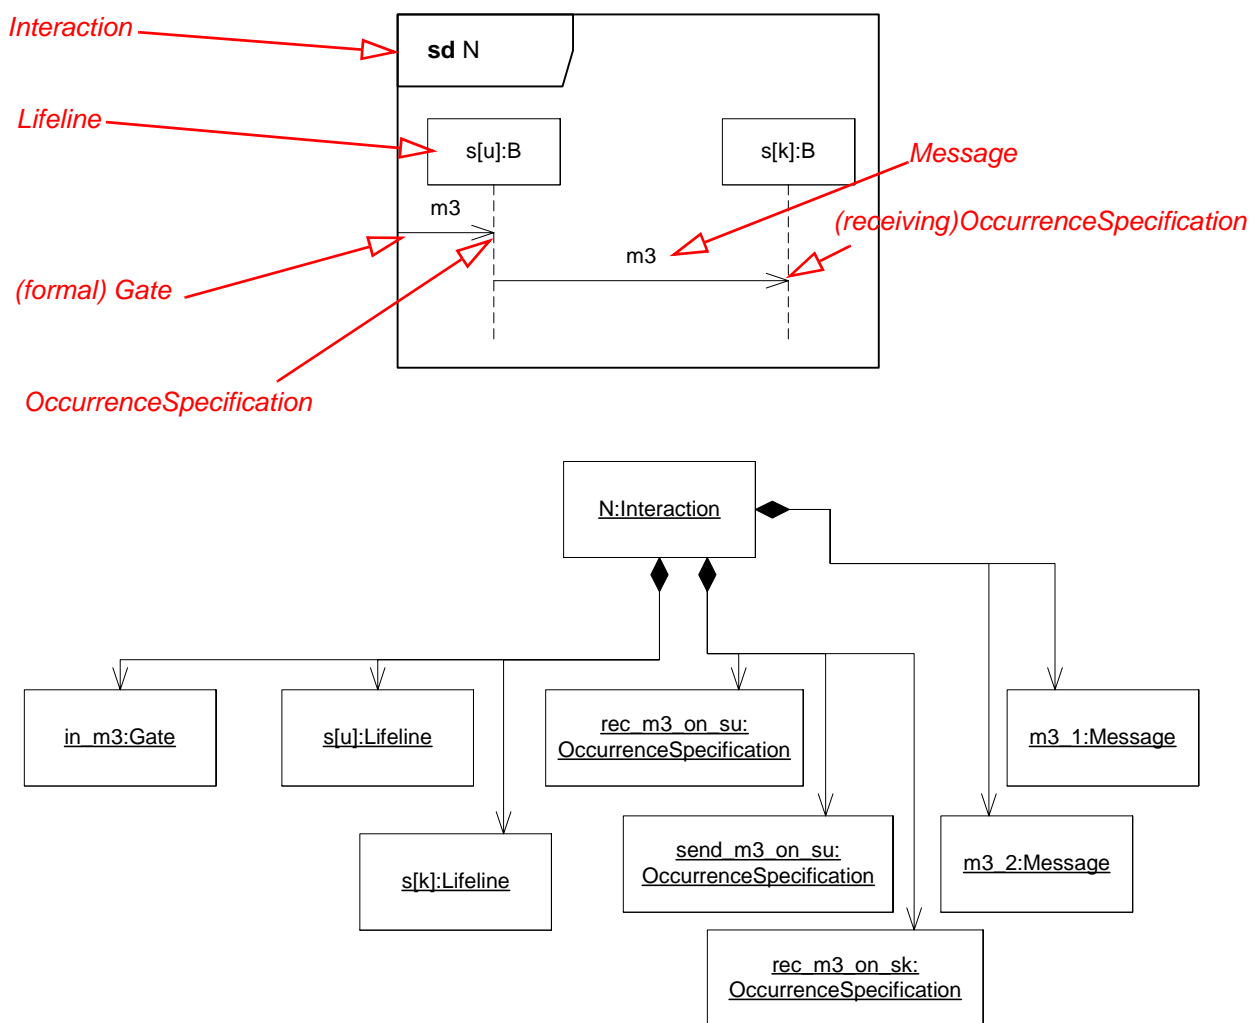 Interaction
sd N
Lifeline
s[u]:B
s[k]:B
Message
m3
(receiving)OccurrenceSpecification
m3
(formal) Gate
OccurrenceSpecification
N:Interaction
in_m3:Gate
s[u]:Lifeline
rec_m3_on_su:
OccurrenceSpecification
m3_1:Message
s[k]:Lifeline
send_m3_on_su:
OccurrenceSpecification
m3_2:Message
rec_m3_on_sk:
OccurrenceSpecification